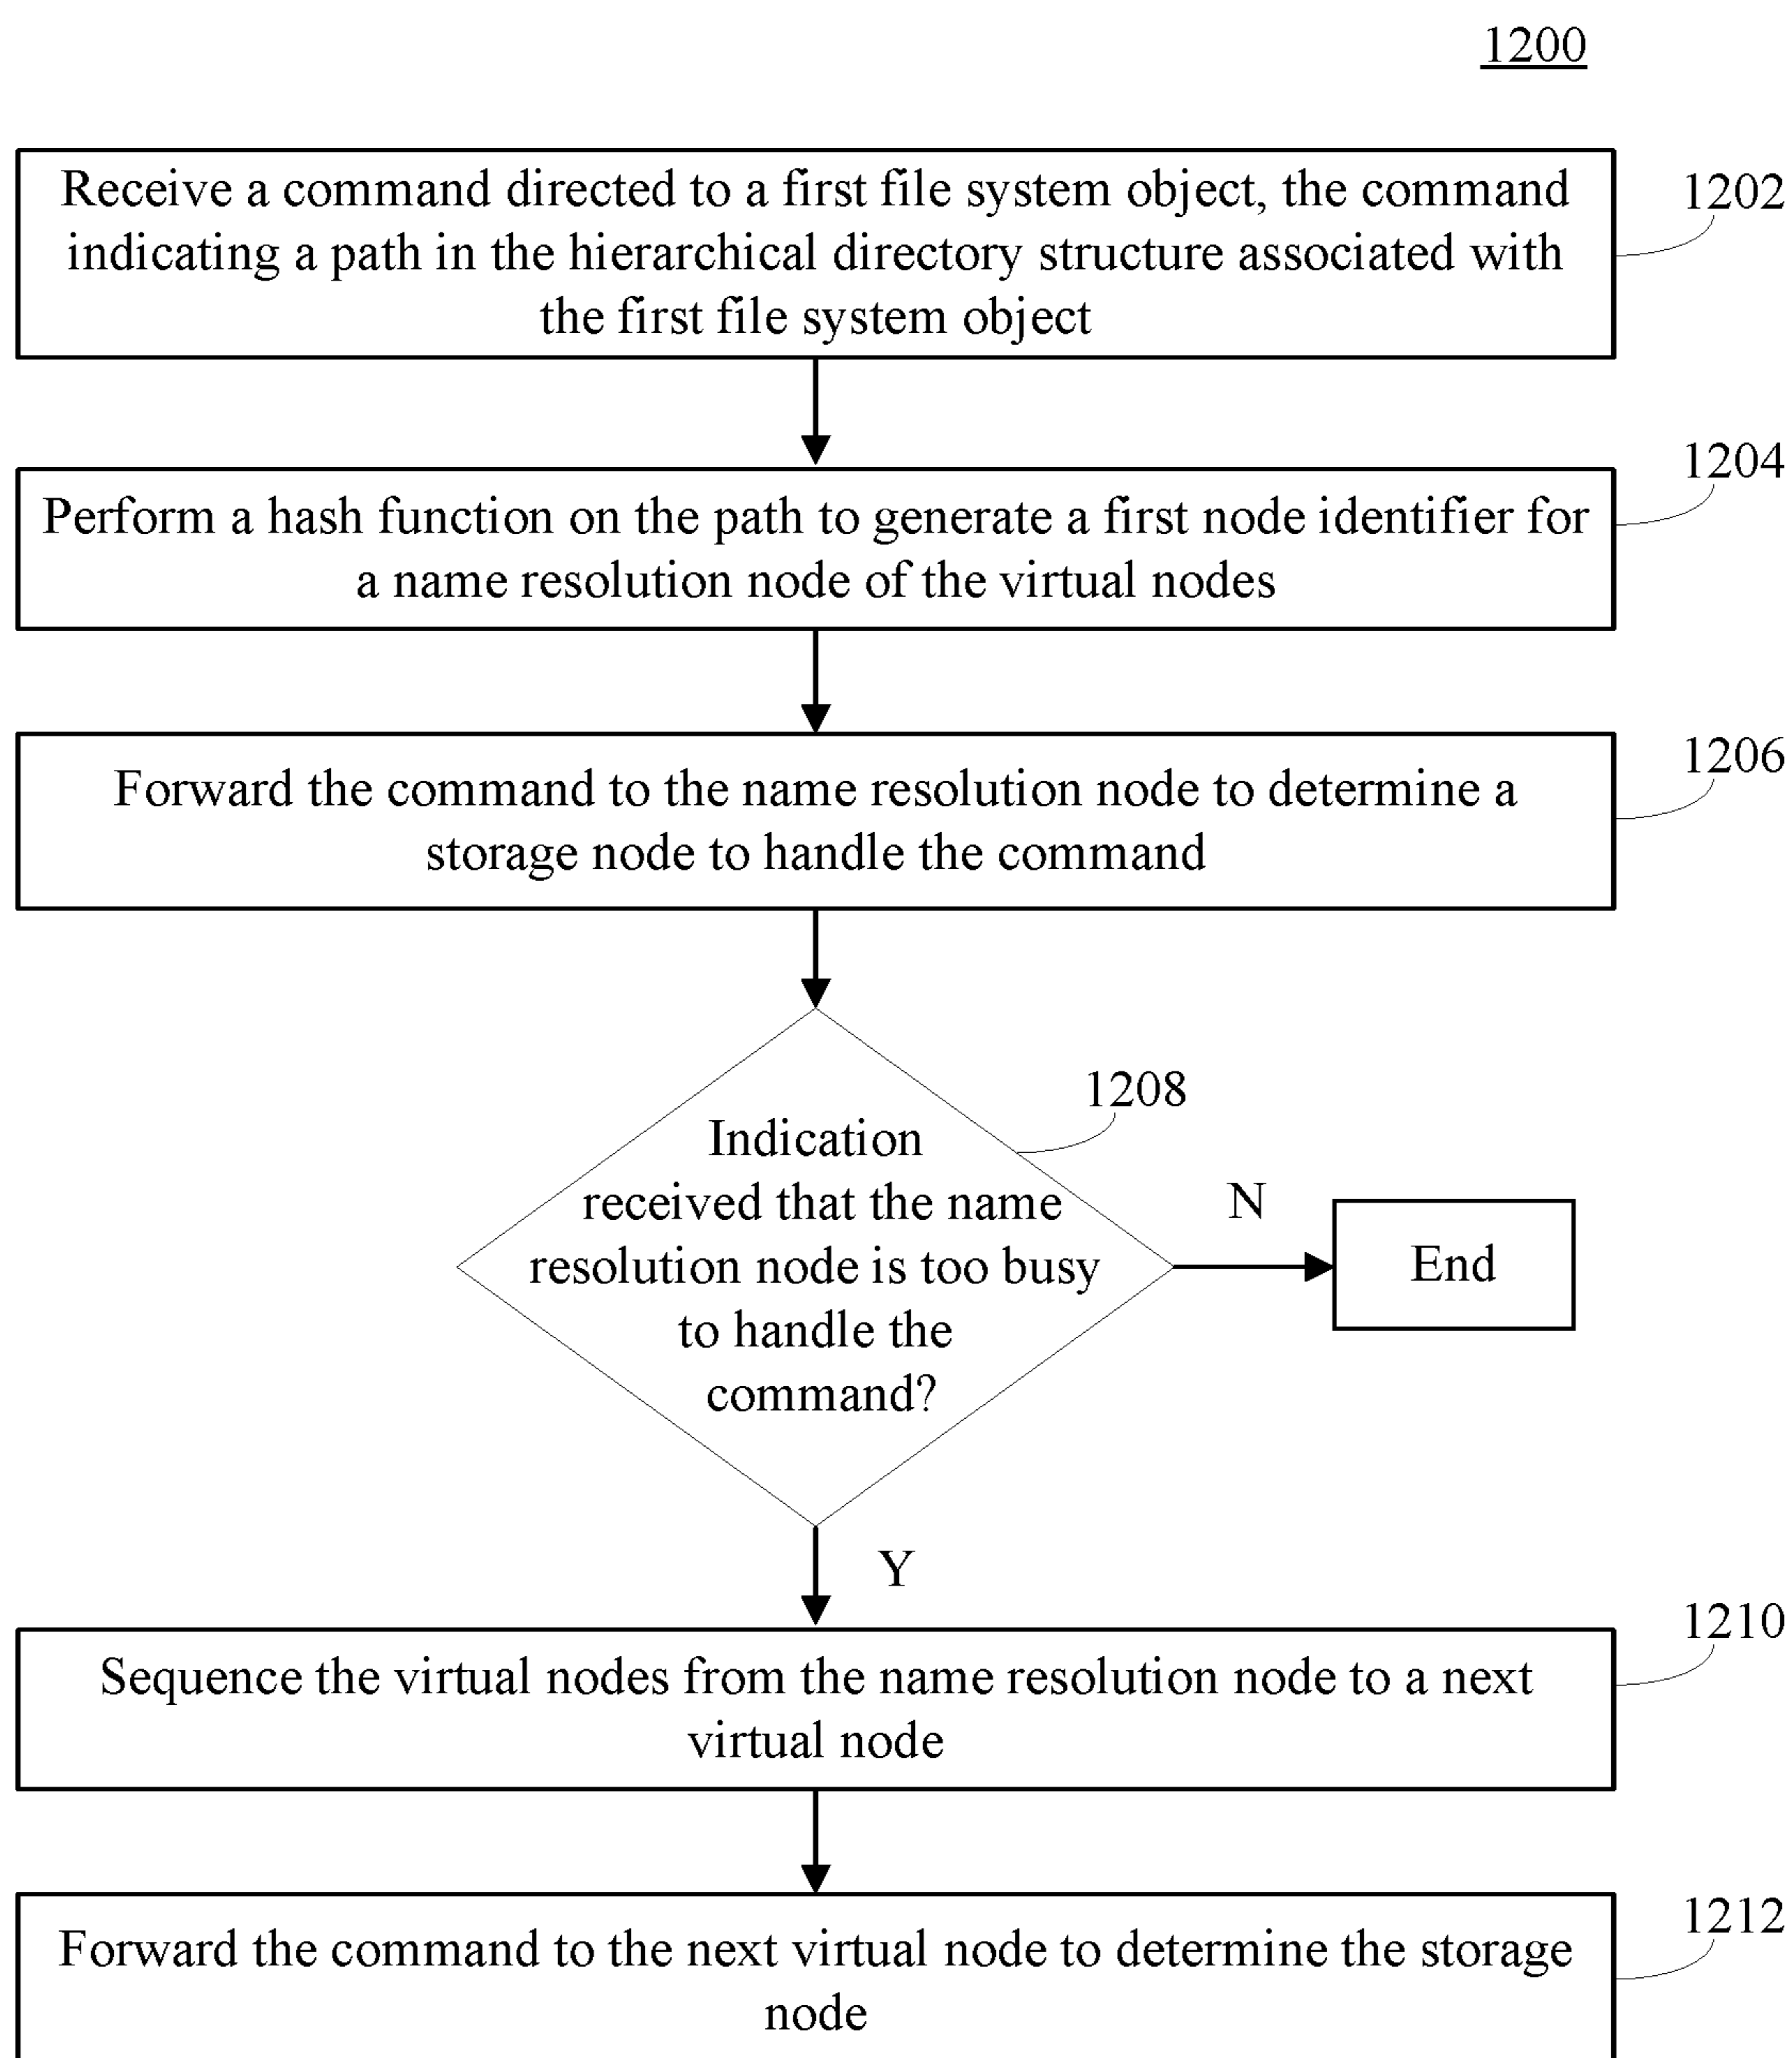 1200
Receive a command directed to a first file system object, the command
indicating a path in the hierarchical directory structure associated with
the first file system object
1202
Perform a hash function on the path to generate a first node identifier for
a name resolution node of the virtual nodes
1204
Forward the command to the name resolution node to determine a
storage node to handle the command
1206
Indication
received that the name
resolution node is too busy
to handle the
command?
1208
N
End
Y
Sequence the virtual nodes from the name resolution node to a next
virtual node
1210
Forward the command to the next virtual node to determine the storage
node
1212